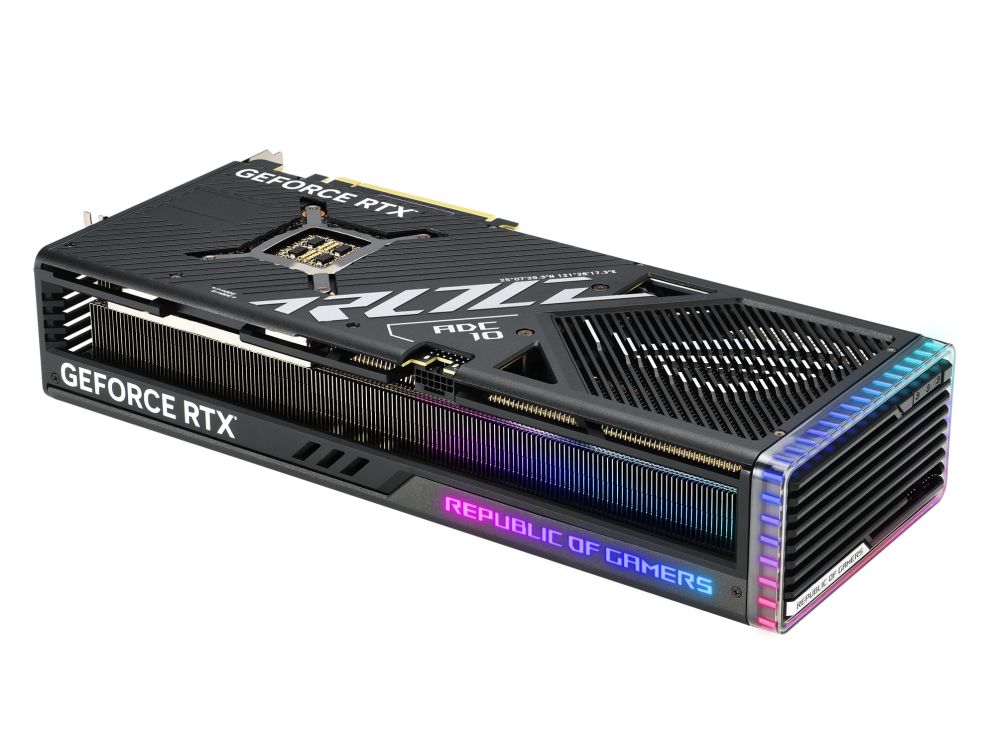 GEFORCE RTX
25°07'29.3"N 121°28'17.3"E
ADC
10
GEFORCE RTX
REPUBLIC OF GAMERS
REPUBLIC OF GAMERS